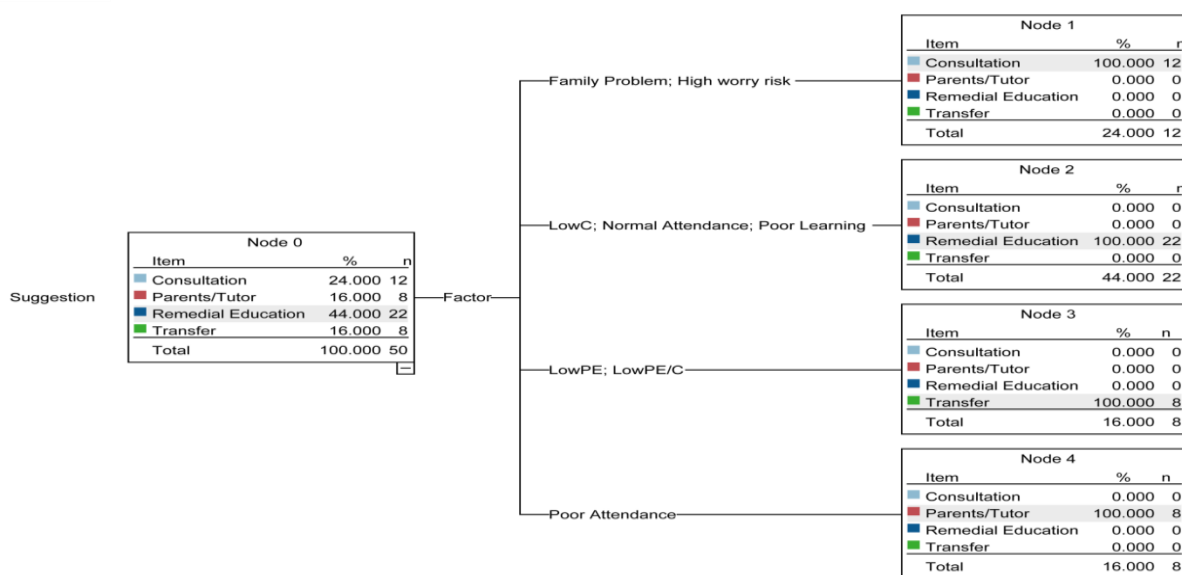 Node 1
Item % n
Consultation 100.000 12
Parents/Tutor 0.000 0
Remedial Education 0.000 0
Transfer 0.000 0
Total 24.000 12
Family Problem; High worry risk
Node 2
Item % n
Consultation 0.000 0
Parents/Tutor 0.000 0
Remedial Education 100.000 22
Transfer 0.000 0
Total 44.000 22
LowC; Normal Attendance; Poor Learning
Node 0
Item % n
Consultation 24.000 12
Parents/Tutor 16.000 8
Remedial Education 44.000 22
Transfer 16.000 8
Total 100.000 50
Suggestion
Factor
Node 3
Item % n
Consultation 0.000 0
Parents/Tutor 0.000 0
Remedial Education 0.000 0
Transfer 100.000 8
Total 16.000 8
LowPE; LowPE/C
Node 4
Item % n
Consultation 0.000 0
Parents/Tutor 100.000 8
Remedial Education 0.000 0
Transfer 0.000 0
Total 16.000 8
Poor Attendance